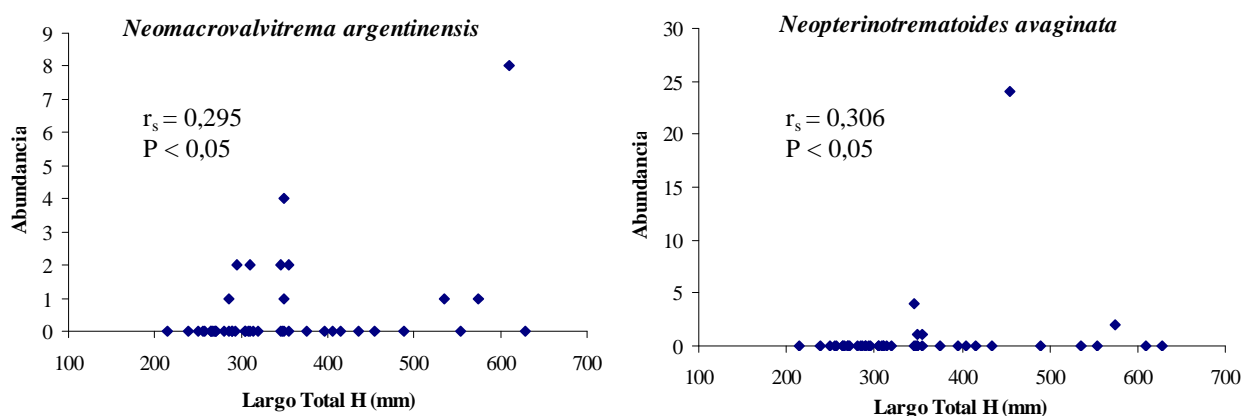 Neomacrovalvitrema argentinensis
9
8
7
6
5
4
3
2
1
0
Abundancia
r_s = 0,295
P < 0,05
100 200 300 400 500 600 700
Largo Total H (mm)
Neopterinotrematoides avaginata
30
25
20
15
10
5
0
Abundancia
r_s = 0,306
P < 0,05
100 200 300 400 500 600 700
Largo Total H (mm)